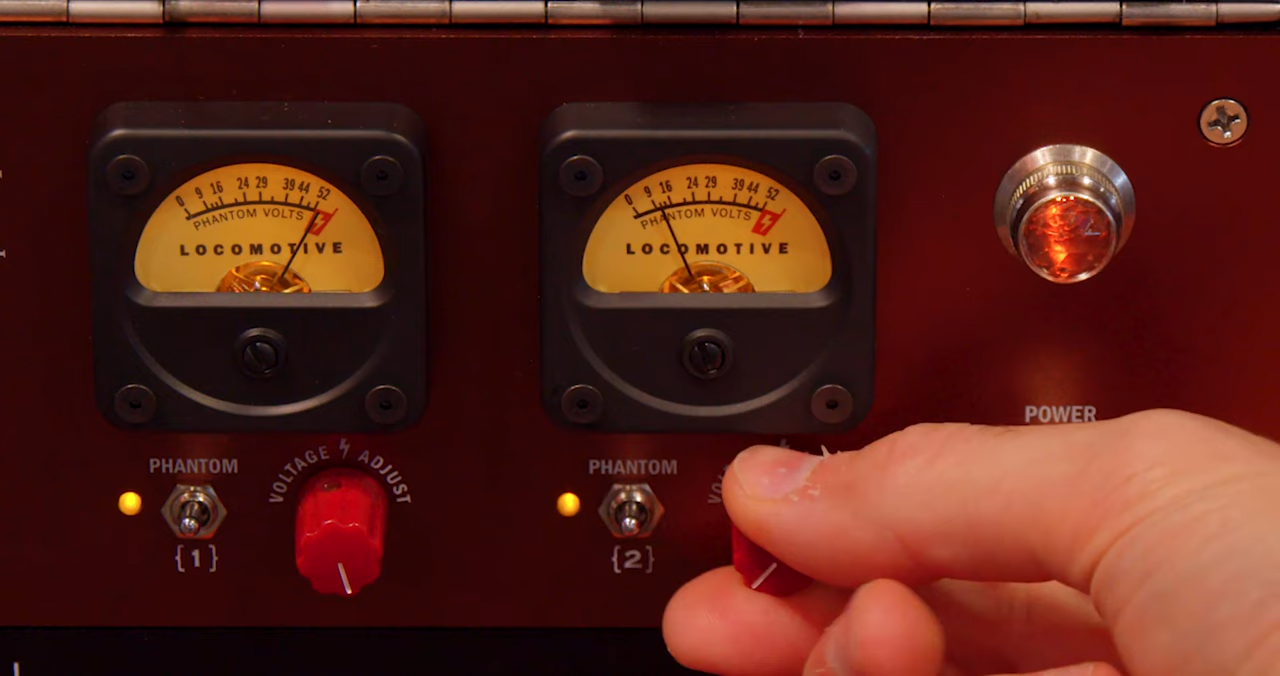 0 9 16 24 29 39 44 52
PHANTOM VOLTS
LOCOMOTIVE
0 9 16 24 29 39 44 52
PHANTOM VOLTS
LOCOMOTIVE
POWER
PHANTOM
{1}
VOLTAGE ADJUST
PHANTOM
{2}